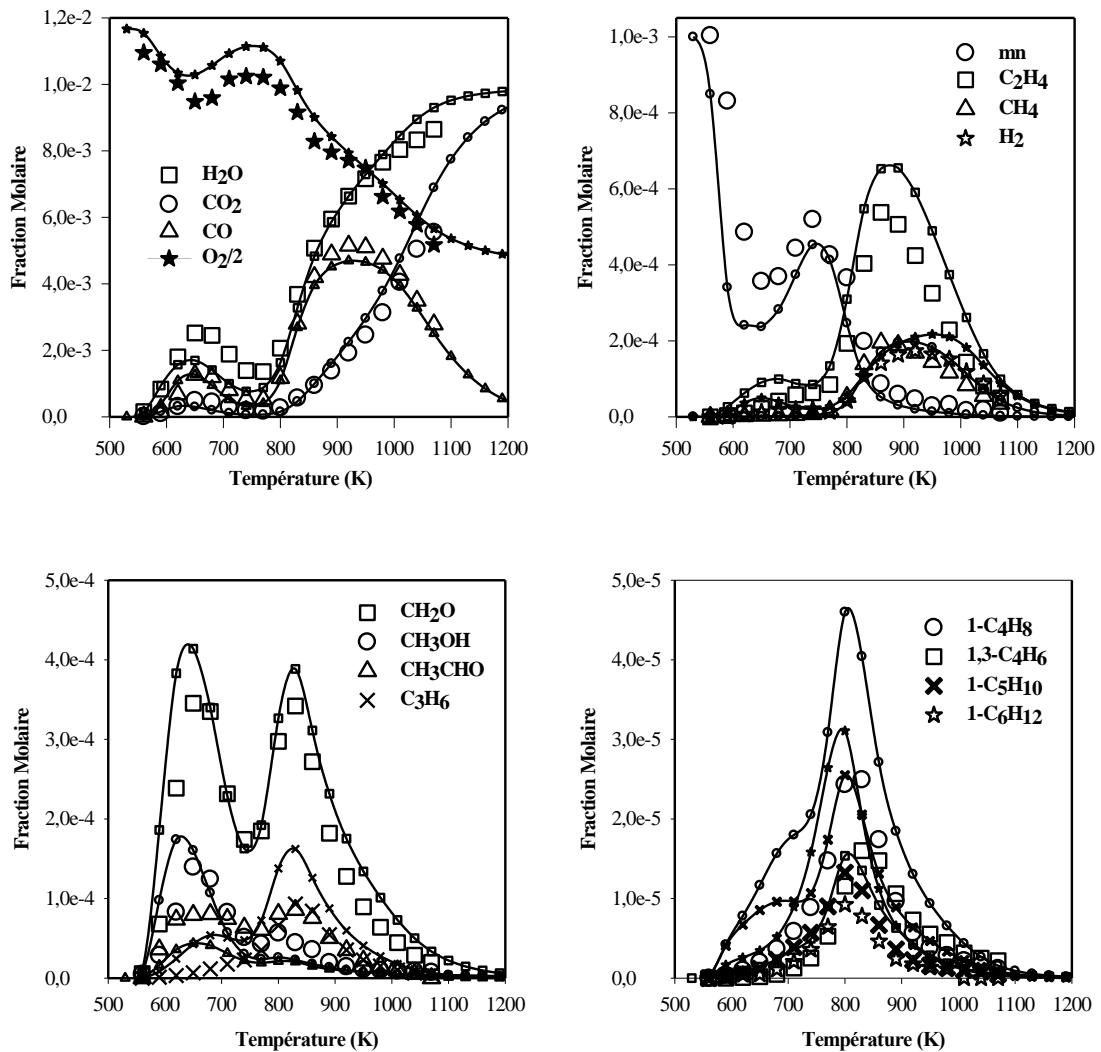 1,2e-2
1,0e-2
8,0e-3
6,0e-3
4,0e-3
2,0e-3
0,0
Fraction Molaire
H2O
CO2
CO
O2/2
500 600 700 800 900 1000 1100 1200
Température (K)
1,0e-3
8,0e-4
6,0e-4
4,0e-4
2,0e-4
0,0
Fraction Molaire
mn
C2H4
CH4
H2
500 600 700 800 900 1000 1100 1200
Température (K)
5,0e-4
4,0e-4
3,0e-4
2,0e-4
1,0e-4
0,0
Fraction Molaire
CH2O
CH3OH
CH3CHO
C3H6
500 600 700 800 900 1000 1100 1200
Température (K)
5,0e-5
4,0e-5
3,0e-5
2,0e-5
1,0e-5
0,0
Fraction Molaire
1-C4H8
1,3-C4H6
1-C5H10
1-C6H12
500 600 700 800 900 1000 1100 1200
Température (K)